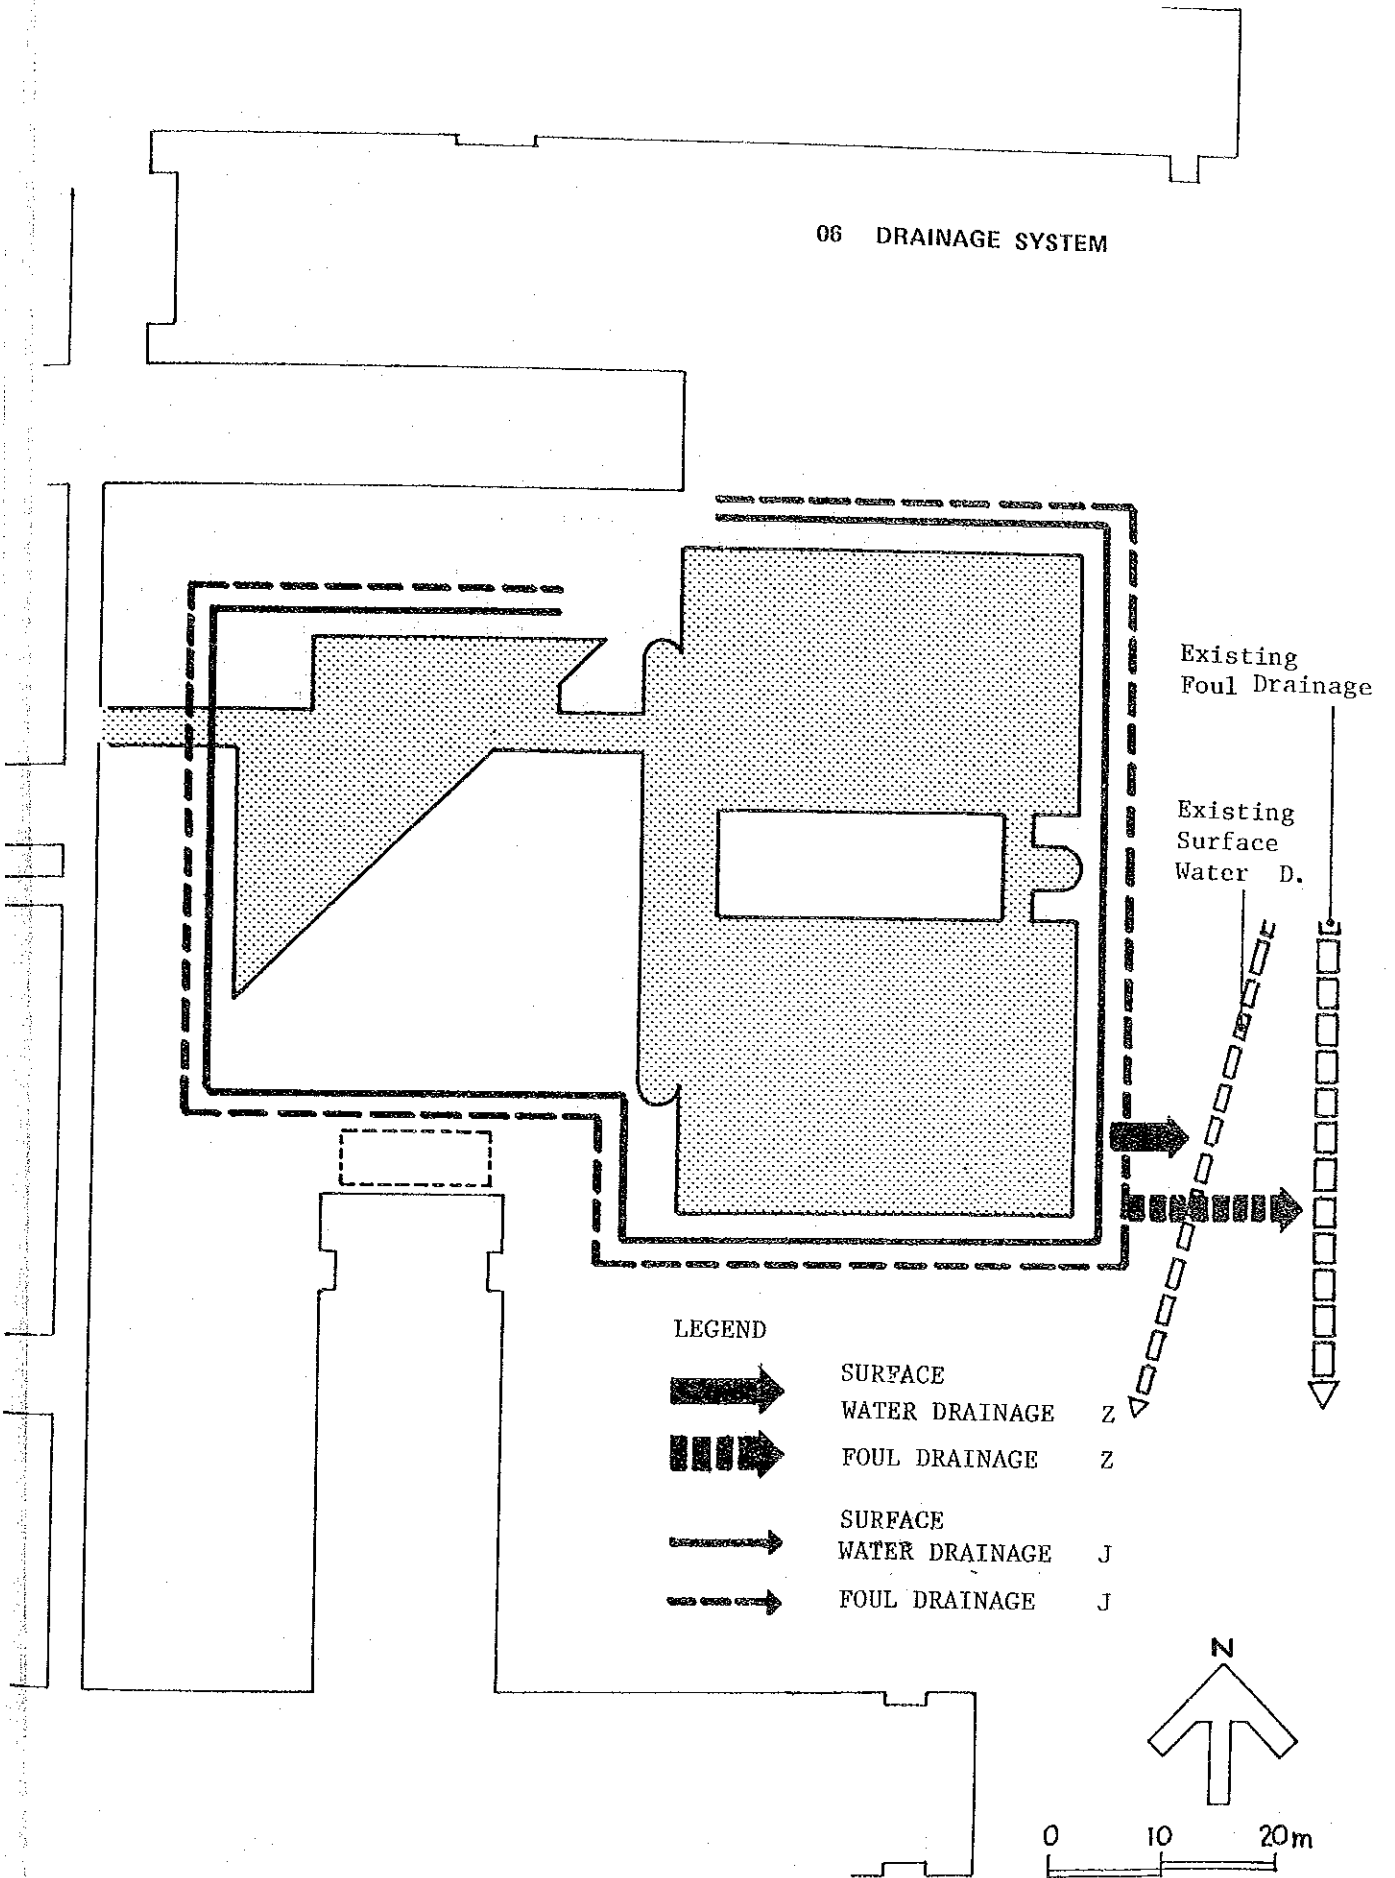 06 DRAINAGE SYSTEM
Existing
Foul Drainage
Existing
Surface
Water D.
LEGEND
SURFACE
WATER DRAINAGE Z
FOUL DRAINAGE Z
SURFACE
WATER DRAINAGE J
FOUL DRAINAGE J
N
0 10 20m